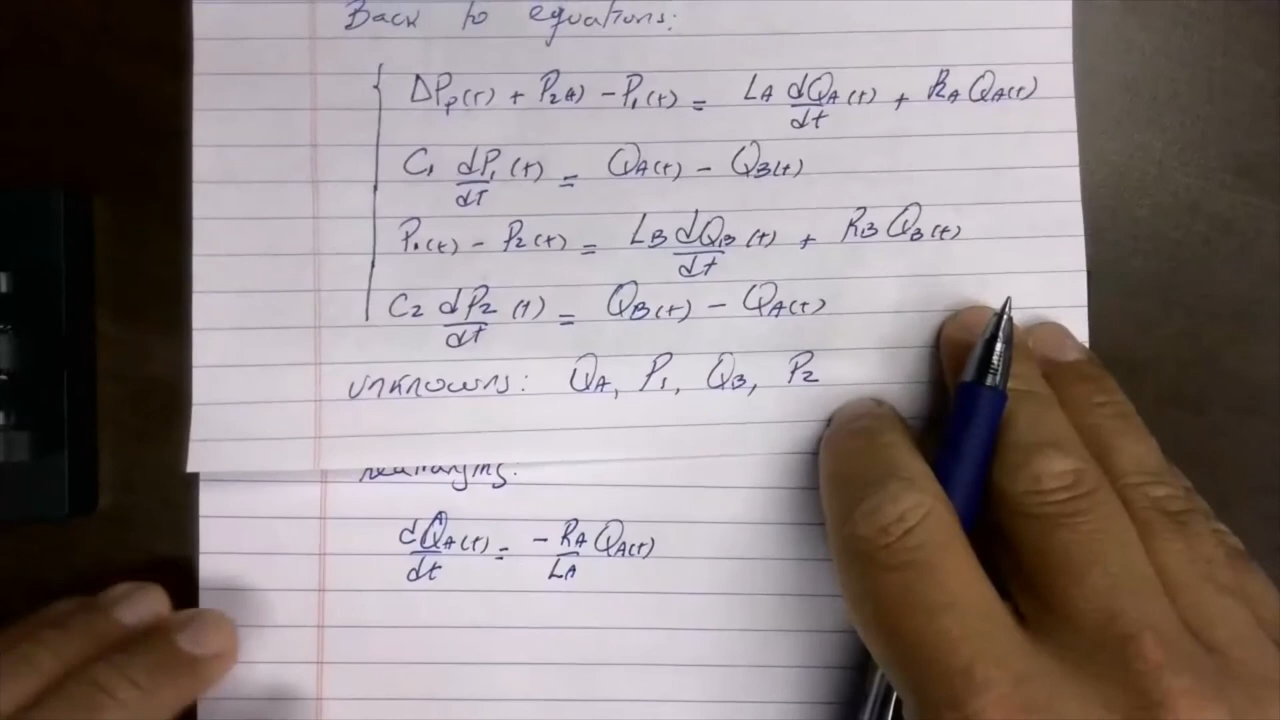 Back to equations:
ΔPp(t) + P2(t) - P1(t) = LA dQA(t)/dt + RA QA(t)
C1 dP1(t)/dt = QA(t) - QB(t)
P1(t) - P2(t) = LB dQB(t)/dt + RB QB(t)
C2 dP2(t)/dt = QB(t) - QA(t)
unknowns: QA, P1, QB, P2
rearranging:
dQA(t)/dt = -RA/LA QA(t)